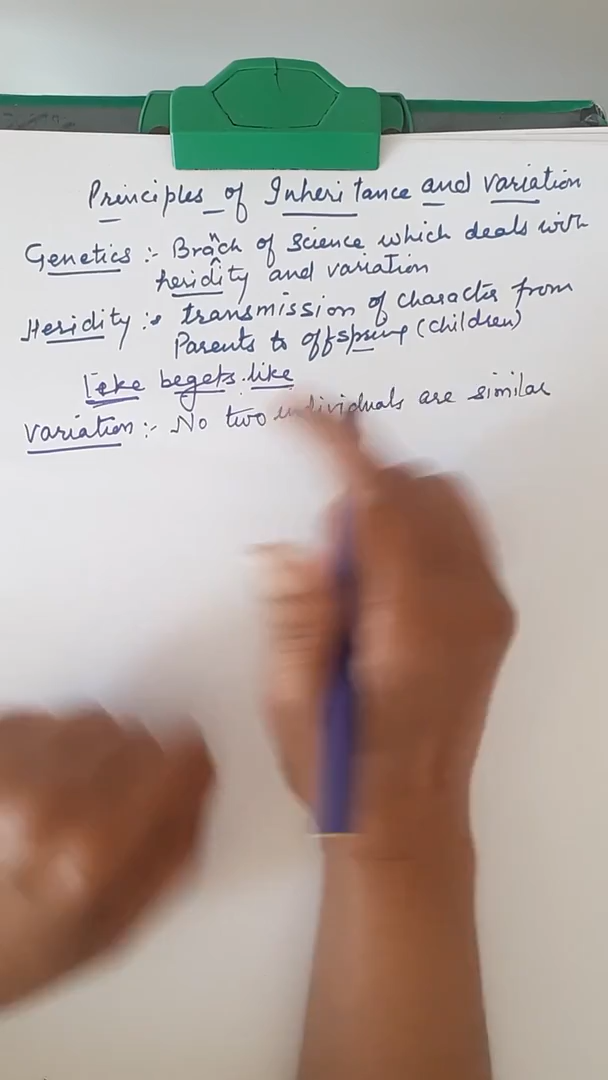 Principles of Inheritance and variation
Genetics :- Branch of science which deals with
heridity and variation
Heridity :- transmission of character from
Parents to offspring (children)
Like begets like
variation :- No two individuals are similar